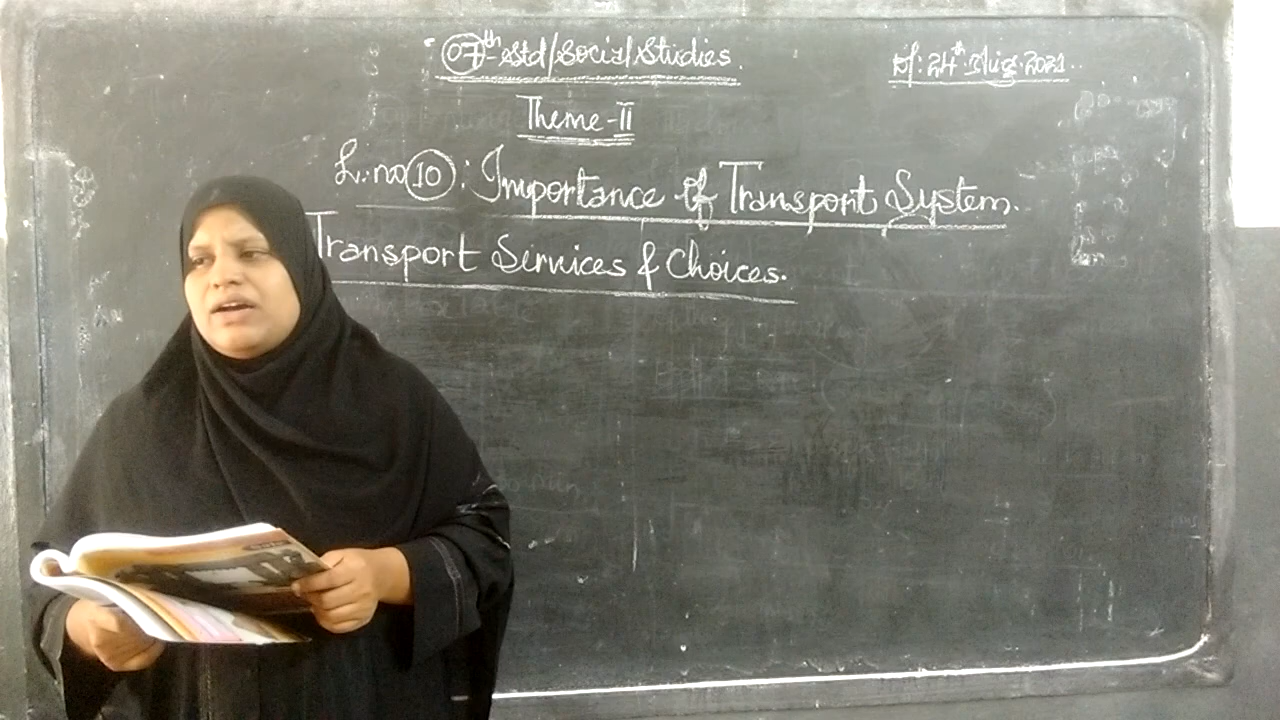 07th Std/Social Studies.
Dt: 24th Aug. 2021..
Theme-II
L.no 10: Importance of Transport System.
Transport Services & Choices.